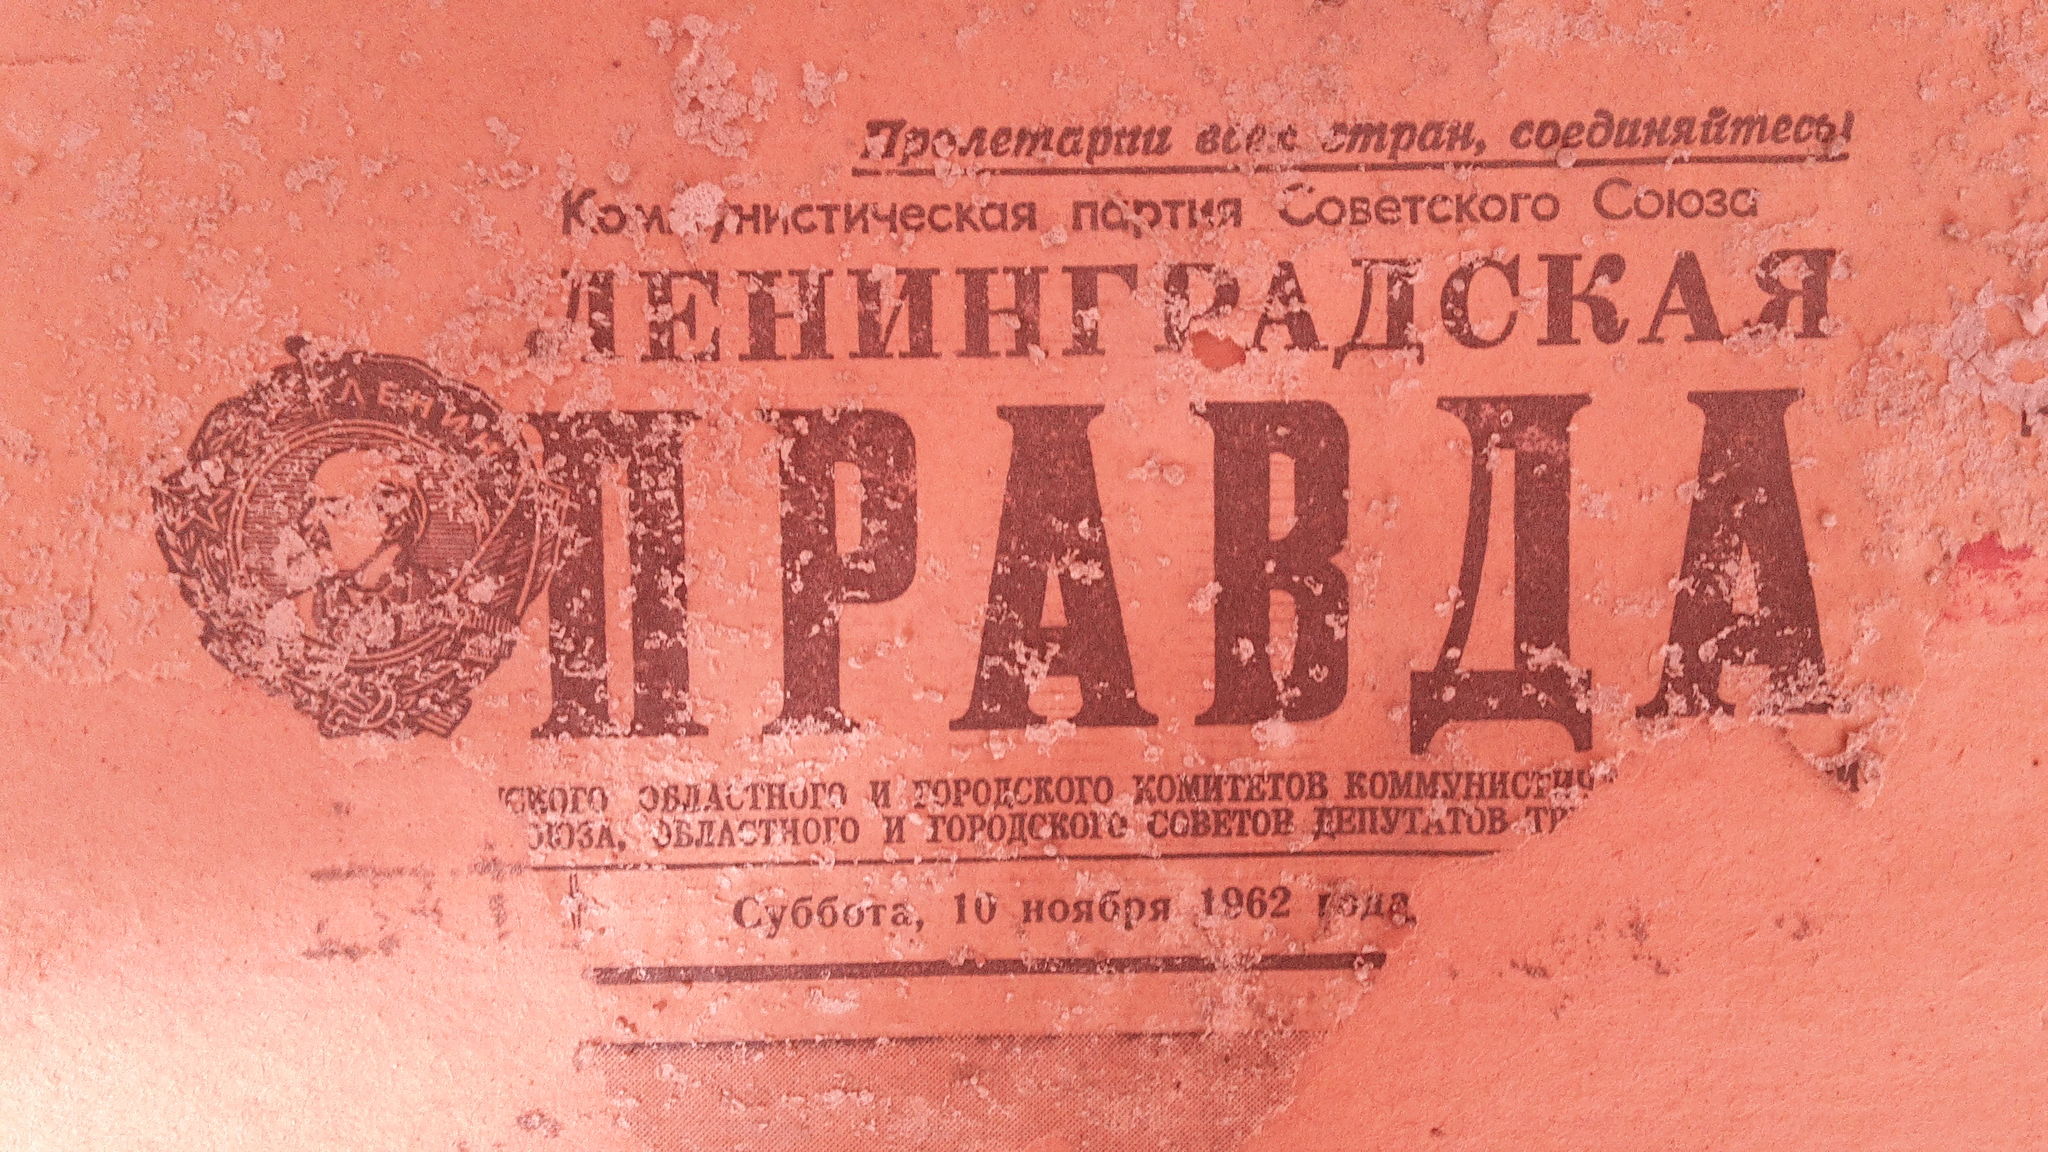 Пролетарии всех стран, соединяйтесь!
Коммунистическая партия Советского Союза
ЛЕНИНГРАДСКАЯ
ЛЕНИН
ПРАВДА
ОБЛАСТНОГО И ГОРОДСКОГО КОМИТЕТОВ
ОБЛАСТНОГО И ГОРОДСКОГО СОВЕТОВ ДЕПУТАТОВ
Суббота, 10 ноября 1962 года